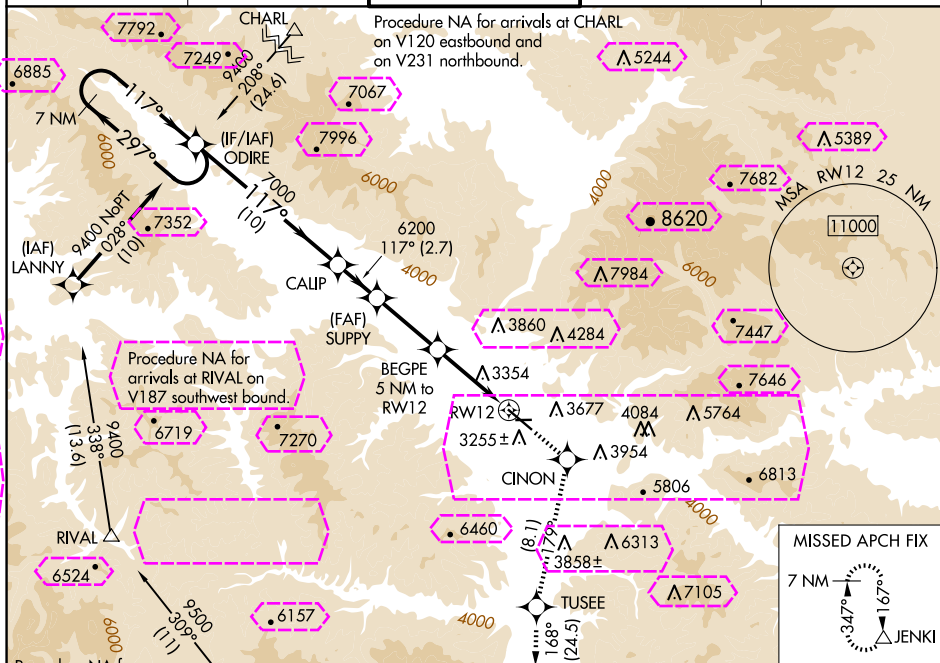 CHARL
Procedure NA for arrivals at CHARL
on V120 eastbound and
on V231 northbound.
7792
7249
6885
9400
208°
(24.6)
5244
7067
7 NM
117°
297°
(IF/IAF)
ODIRE
7996
5389
6000
6000
7682
MSA RW12 25 NM
4000
7000
117°
(10)
8620
11000
7352
9400 NoPT
028°
(10)
6200
117° (2.7)
(IAF)
LANNY
CALIP
4000
7984
6000
(FAF)
SUPPY
3860
4284
7447
Procedure NA for
arrivals at RIVAL on
V187 southwest bound.
BEGPE
5 NM to
RW12
3354
7646
9400
338°
(13.6)
6719
7270
RW12
3677
4084
5764
3255±
3954
CINON
6813
5806
4000
RIVAL
6460
(8.1)
179°
6313
3858±
MISSED APCH FIX
6524
7 NM
347°
167°
JENKI
7105
9500
309°
(11)
6157
TUSEE
4000
6000
168°
(24.5)